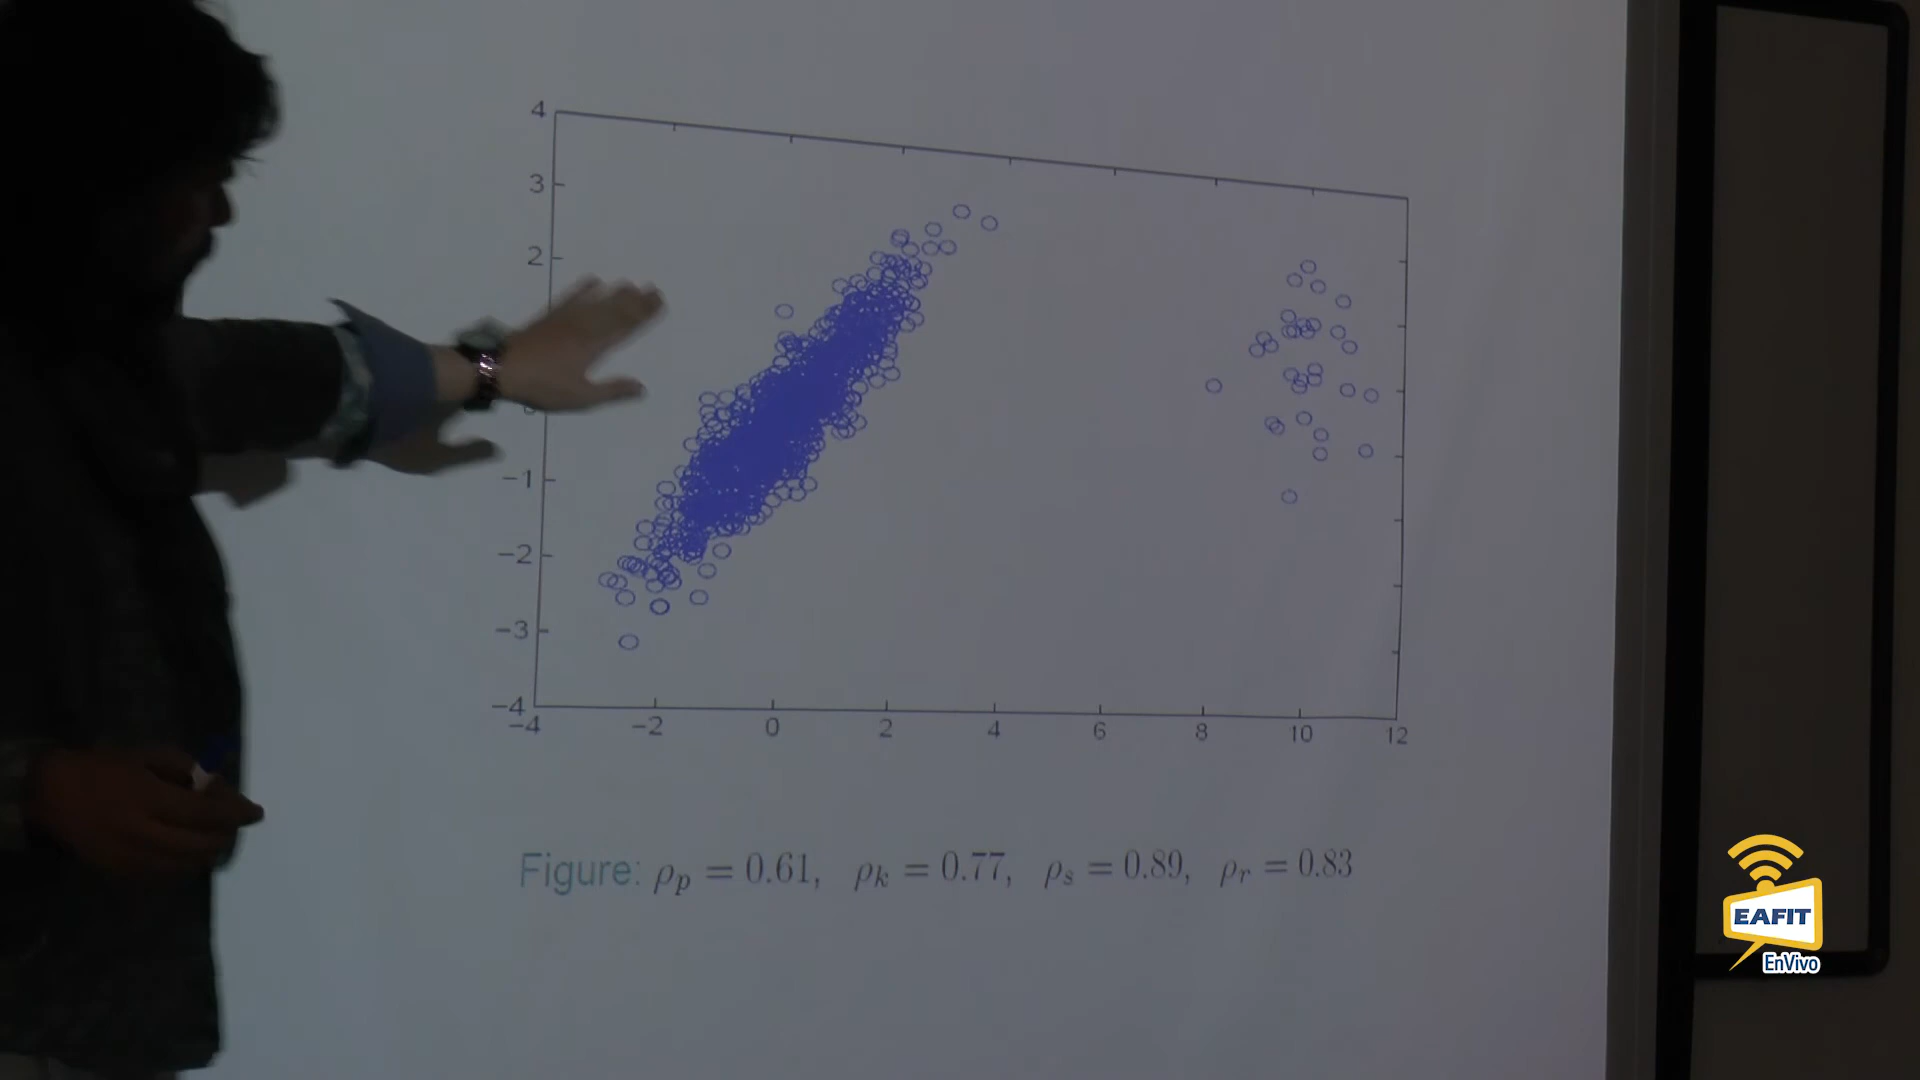 4
3
2
−1
−2
−3
−4
−4 −2 0 2 4 6 8 10 12
Figure: ρp = 0.61, ρk = 0.77, ρs = 0.89, ρr = 0.83
EAFIT
EnVivo